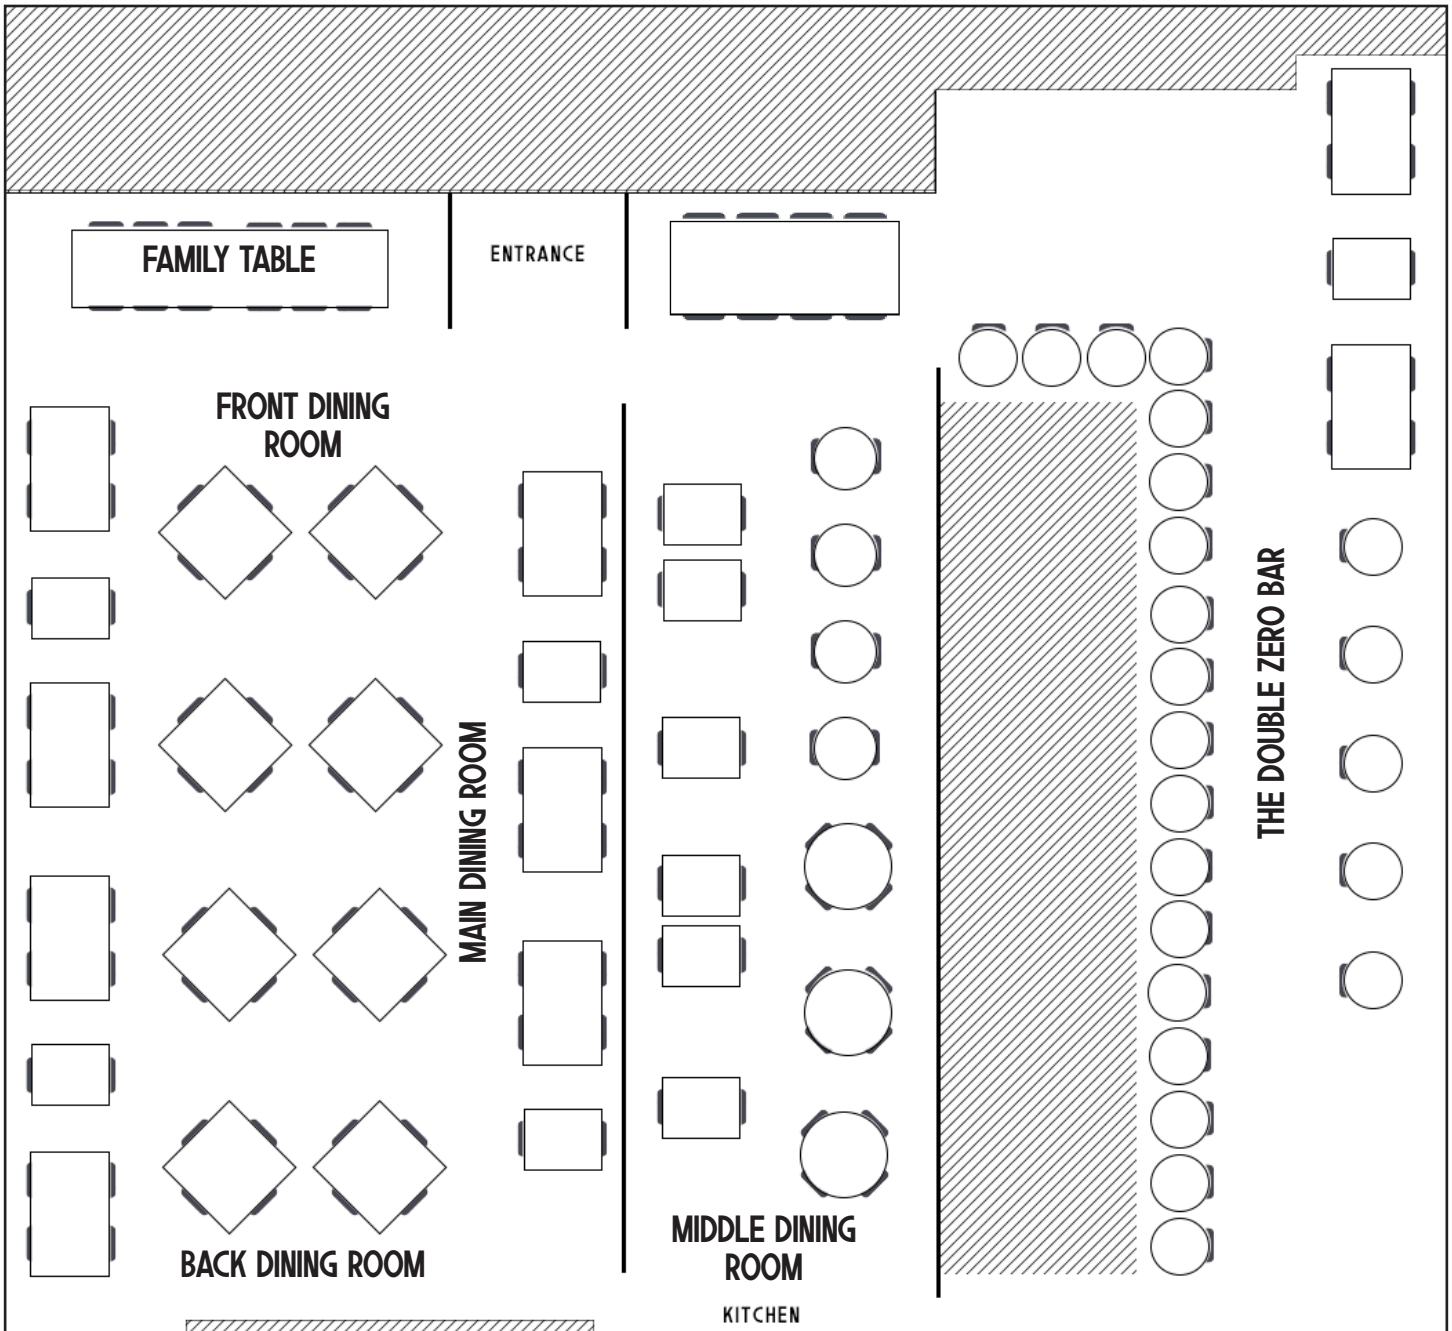 FAMILY TABLE
ENTRANCE
FRONT DINING
ROOM
MAIN DINING ROOM
THE DOUBLE ZERO BAR
BACK DINING ROOM
MIDDLE DINING
ROOM
KITCHEN